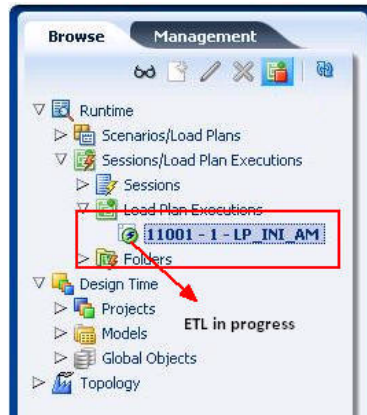 Browse Management
Runtime
Scenarios/Load Plans
Sessions/Load Plan Executions
Sessions
Load Plan Executions
11001 - 1 - LP_INI_AM
Folders
Design Time
Projects
ETL in progress
Models
Global Objects
Topology